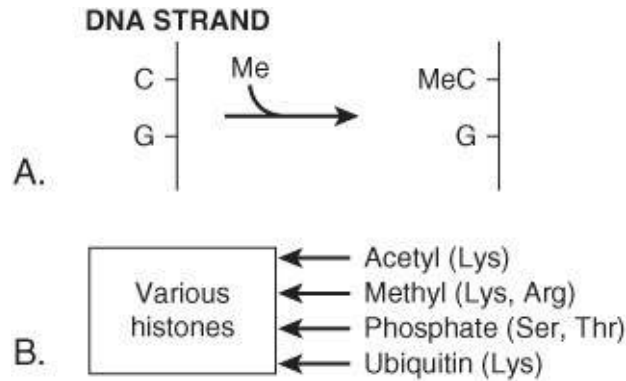 DNA STRAND
C
Me
MeC
G
G
A.
Various
histones
Acetyl (Lys)
Methyl (Lys, Arg)
Phosphate (Ser, Thr)
Ubiquitin (Lys)
B.